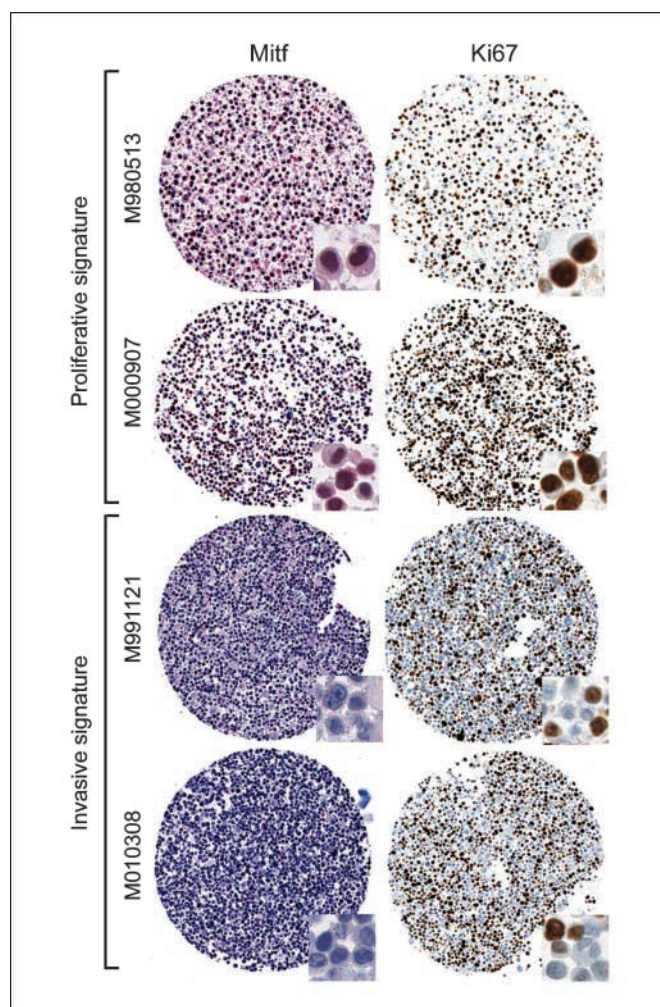 Mitf Ki67
Proliferative signature
M980513
M000907
Invasive signature
M991121
M010308